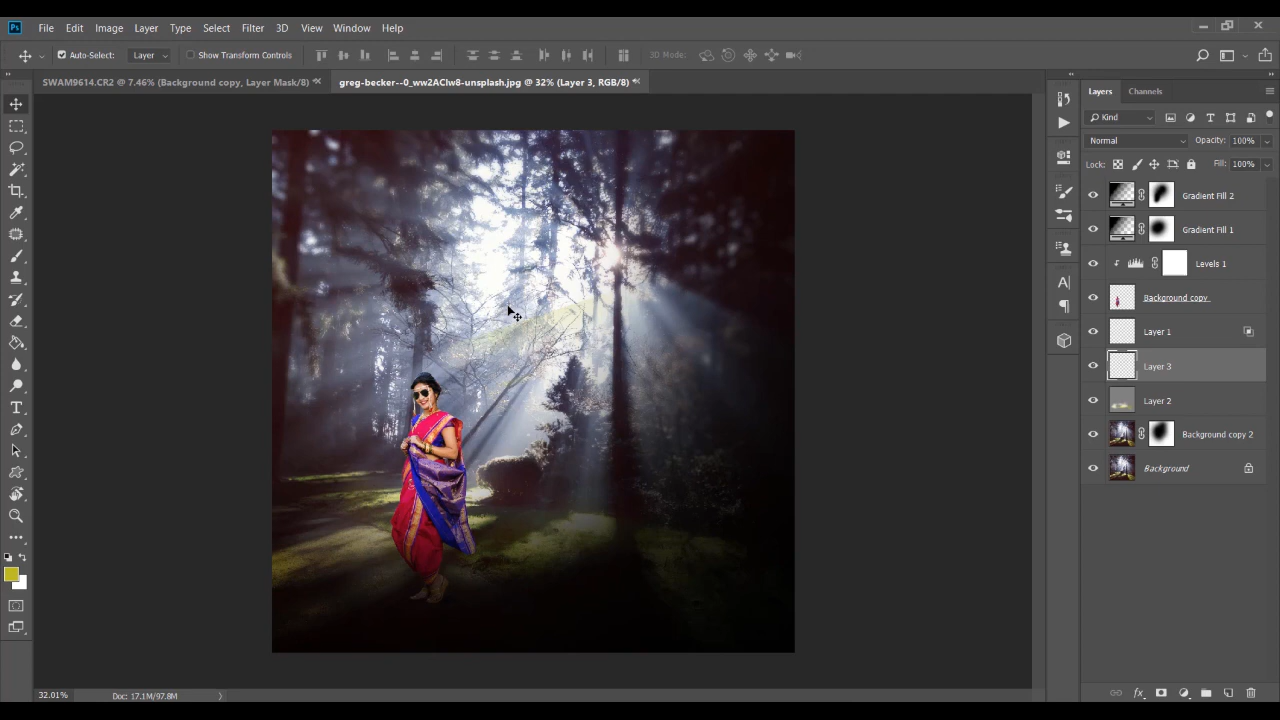 Ps File Edit Image Layer Type Select Filter 3D View Window Help
Auto-Select: Layer Show Transform Controls 3D Mode:
SWAM9614.CR2 @ 7.46% (Background copy, Layer Mask/8) greg-becker--0_ww2AClw8-unsplash.jpg @ 32% (Layer 3, RGB/8)
Layers Channels
Kind
Normal Opacity: 100%
Lock: Fill: 100%
Gradient Fill 2
Gradient Fill 1
Levels 1
Background copy
Layer 1
Layer 3
Layer 2
Background copy 2
Background
32.01% Doc: 17.1M/97.8M